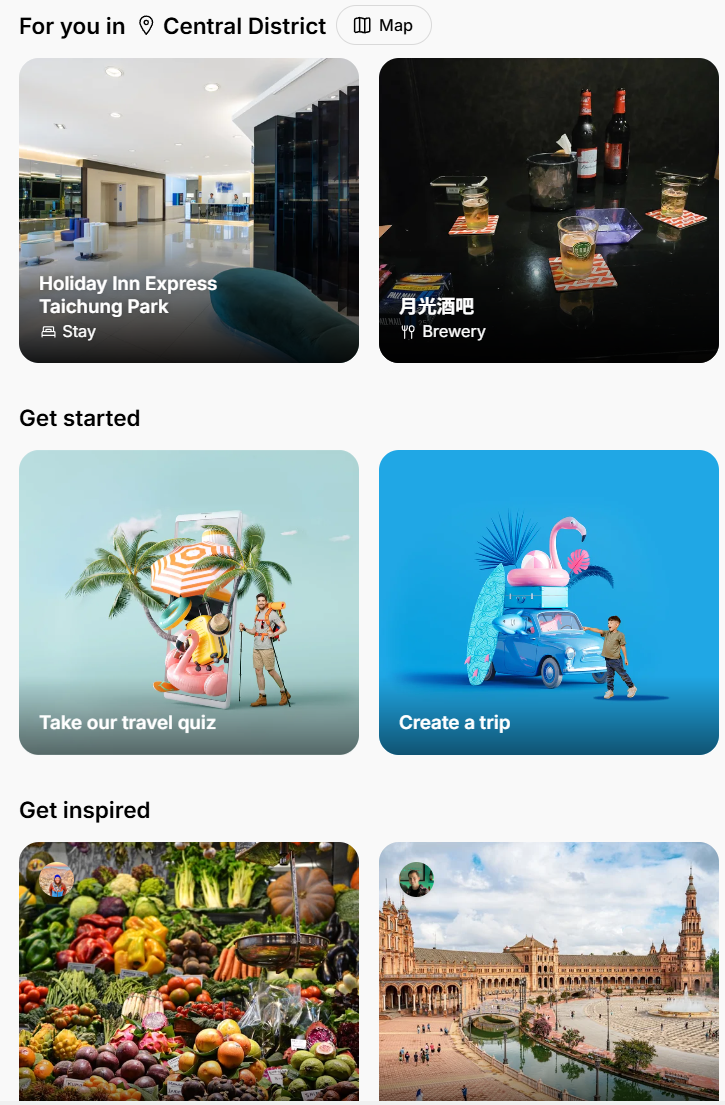 For you in Central District Map
Holiday Inn Express
Taichung Park
Stay
月光酒吧
Brewery
Get started
Take our travel quiz
Create a trip
Get inspired